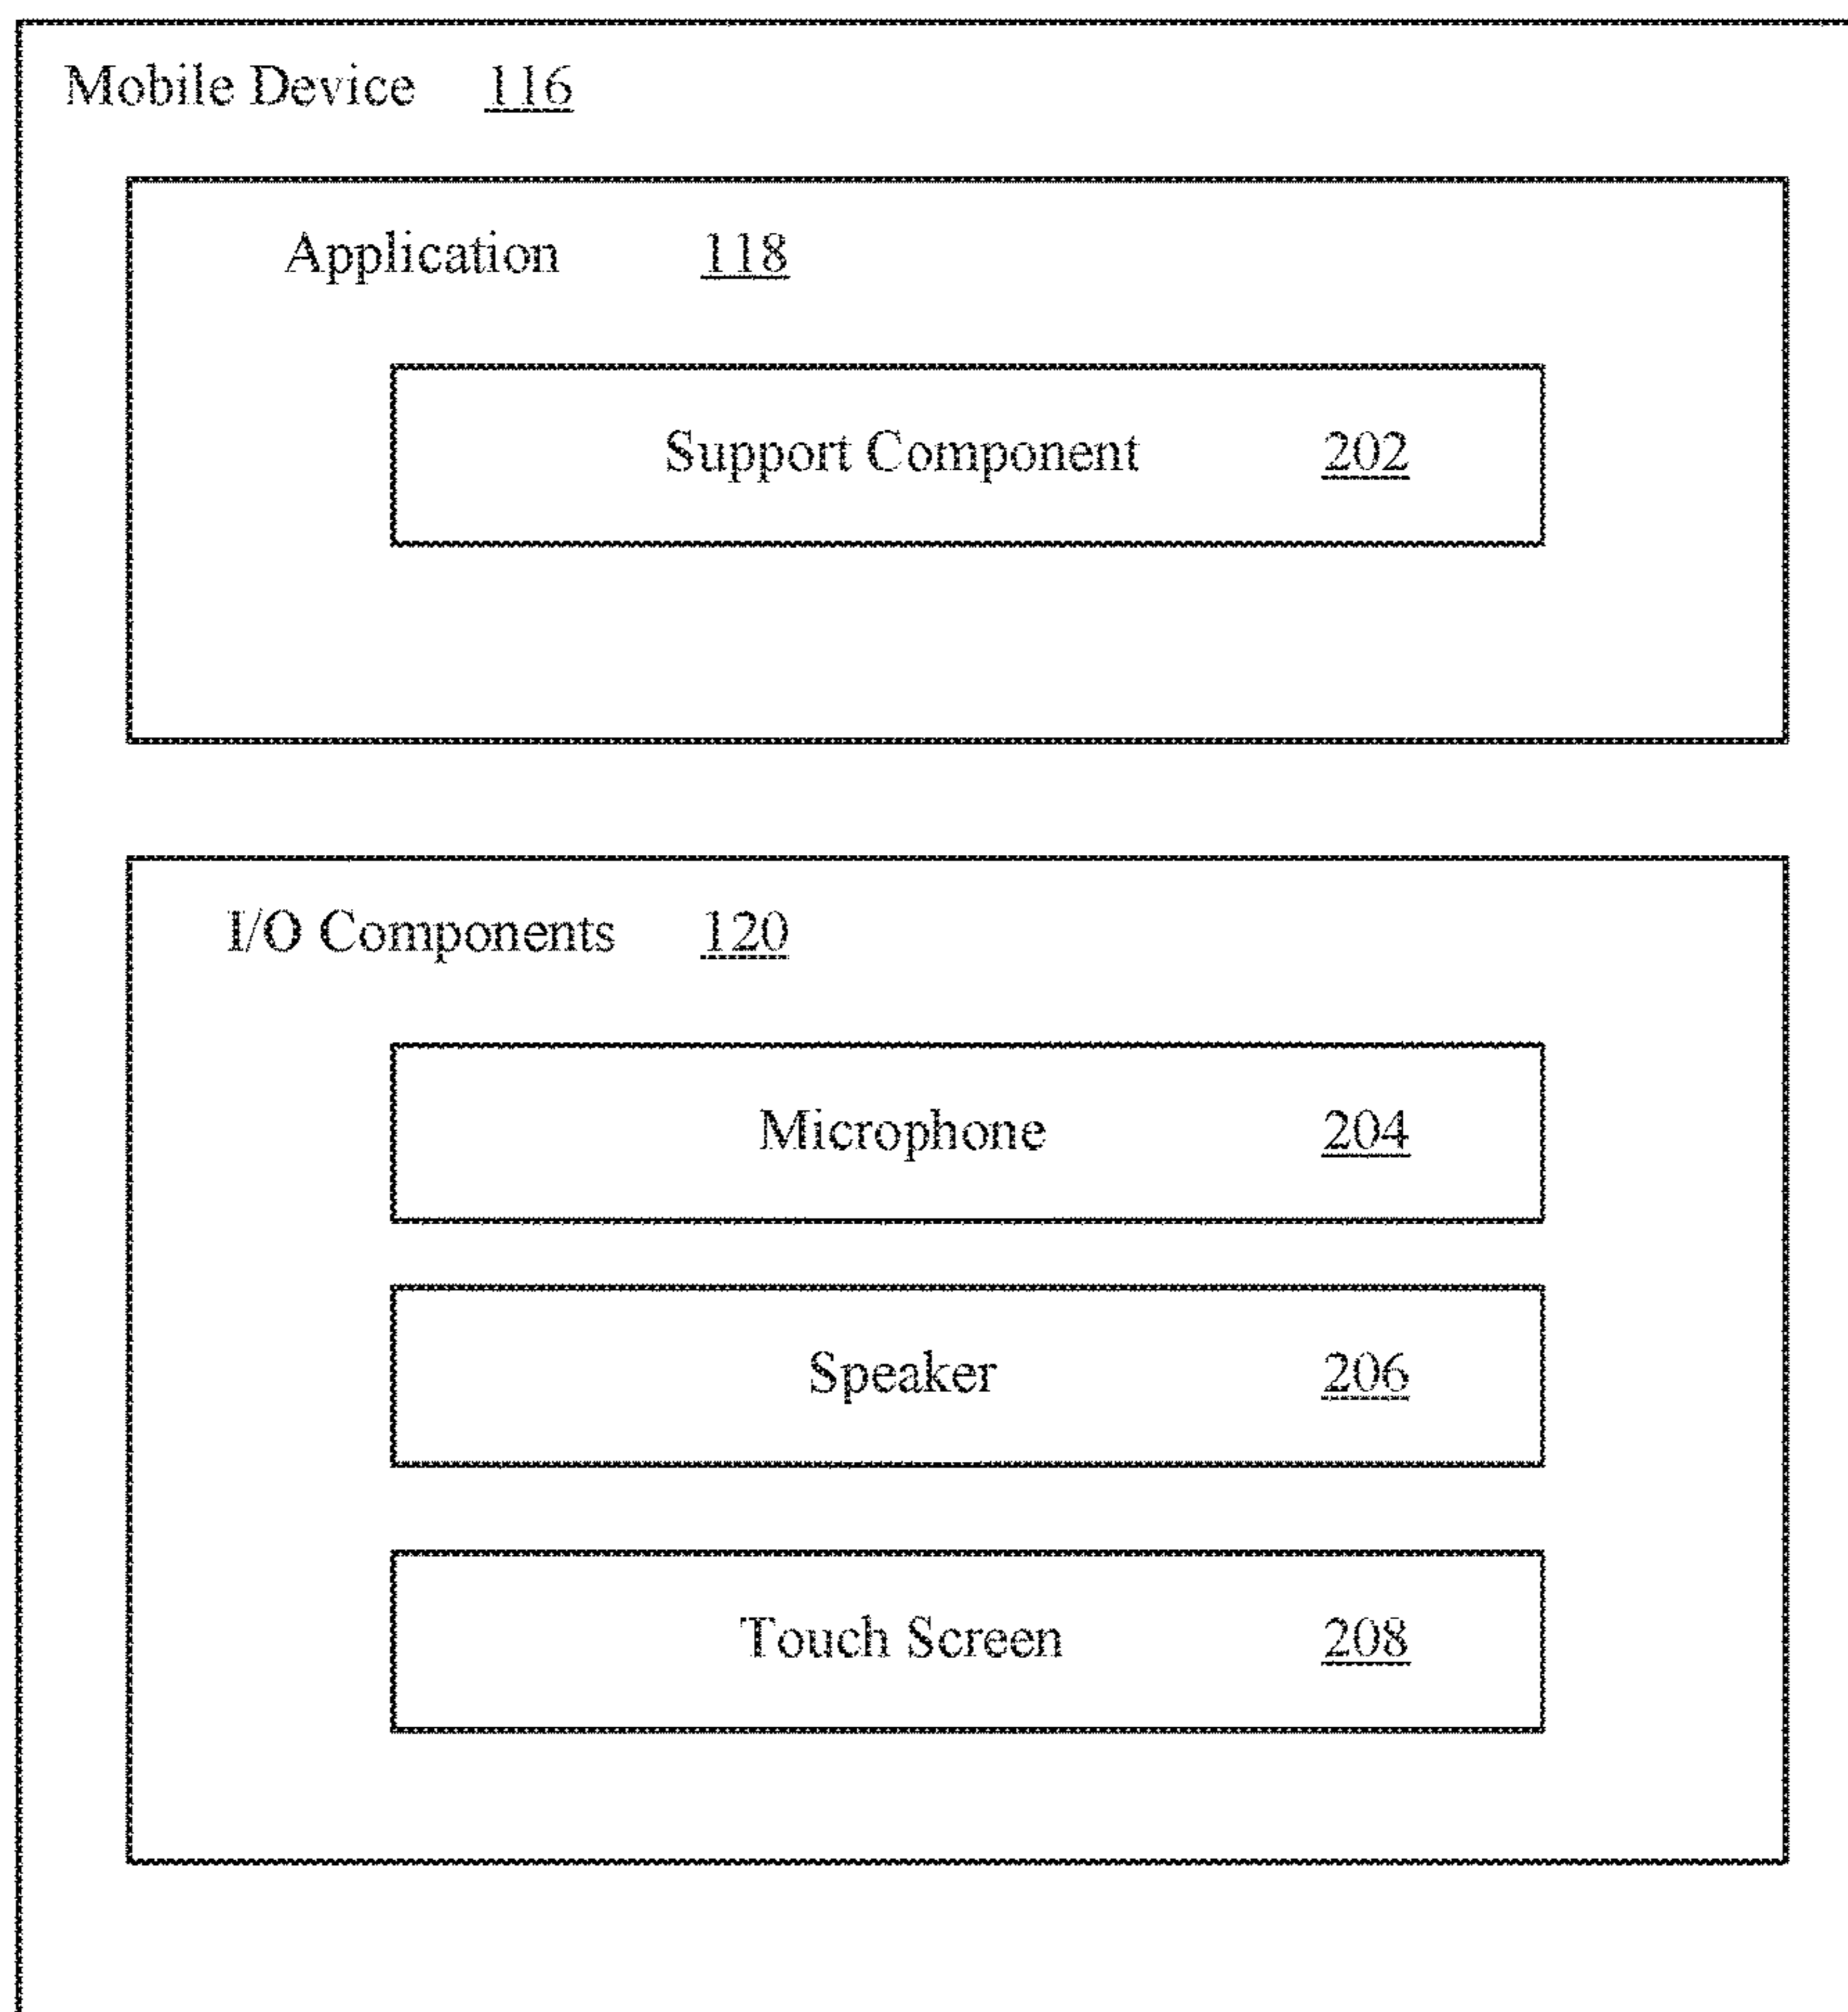 Mobile Device 116
Application 118
Support Component 202
I/O Components 120
Microphone 204
Speaker 206
Touch Screen 208